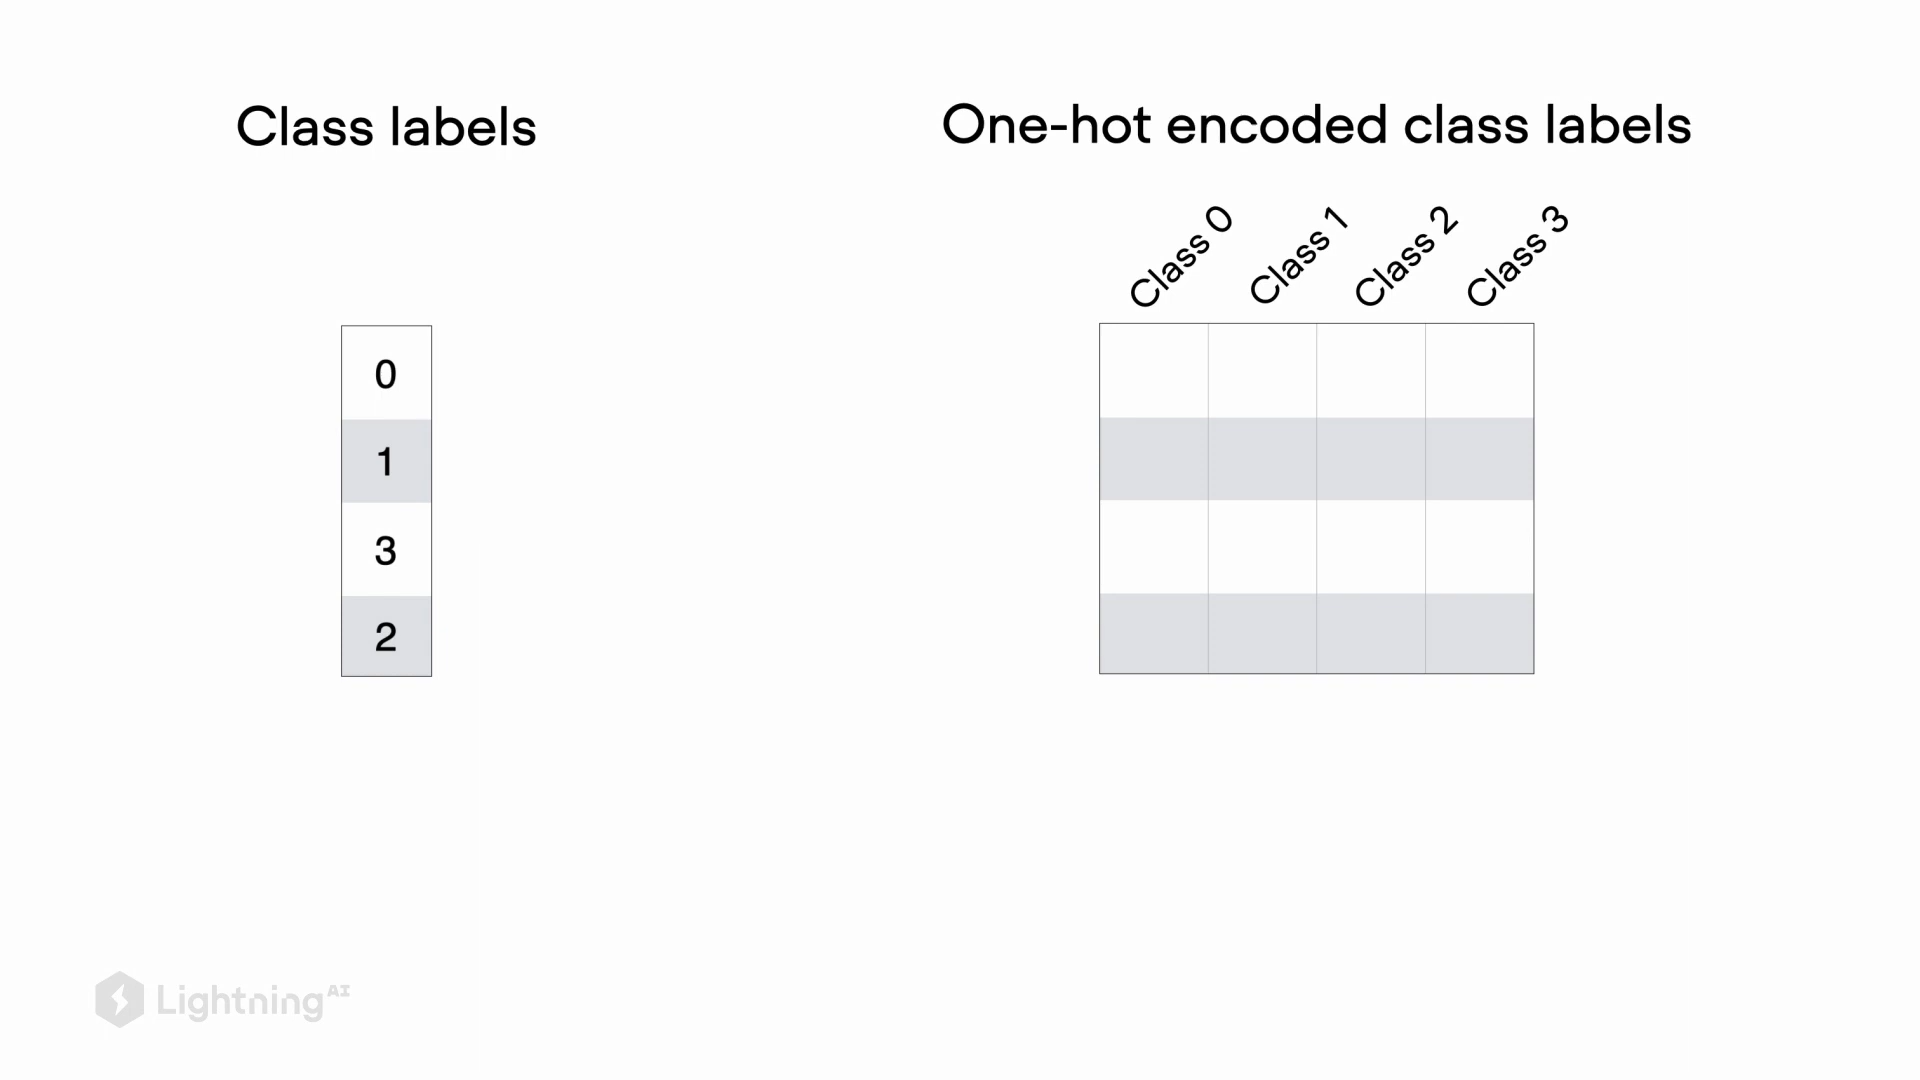 Class labels
One-hot encoded class labels
Class 0
Class 1
Class 2
Class 3
0
1
3
2
Lightning AI